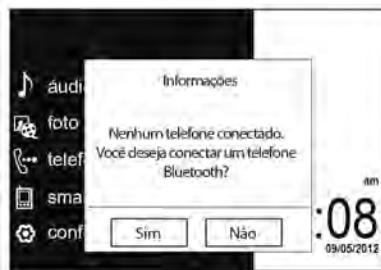 Informações
áudi
foto
Nenhum telefone conectado.
Você deseja conectar um telefone
Bluetooth?
telef
sma
conf
Sim
Não
am
:08
09/05/2012